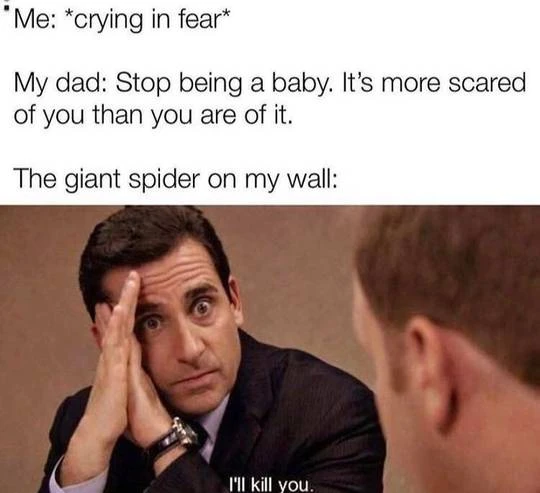 Me: *crying in fear*
My dad: Stop being a baby. It's more scared
of you than you are of it.
The giant spider on my wall:
I'll kill you.